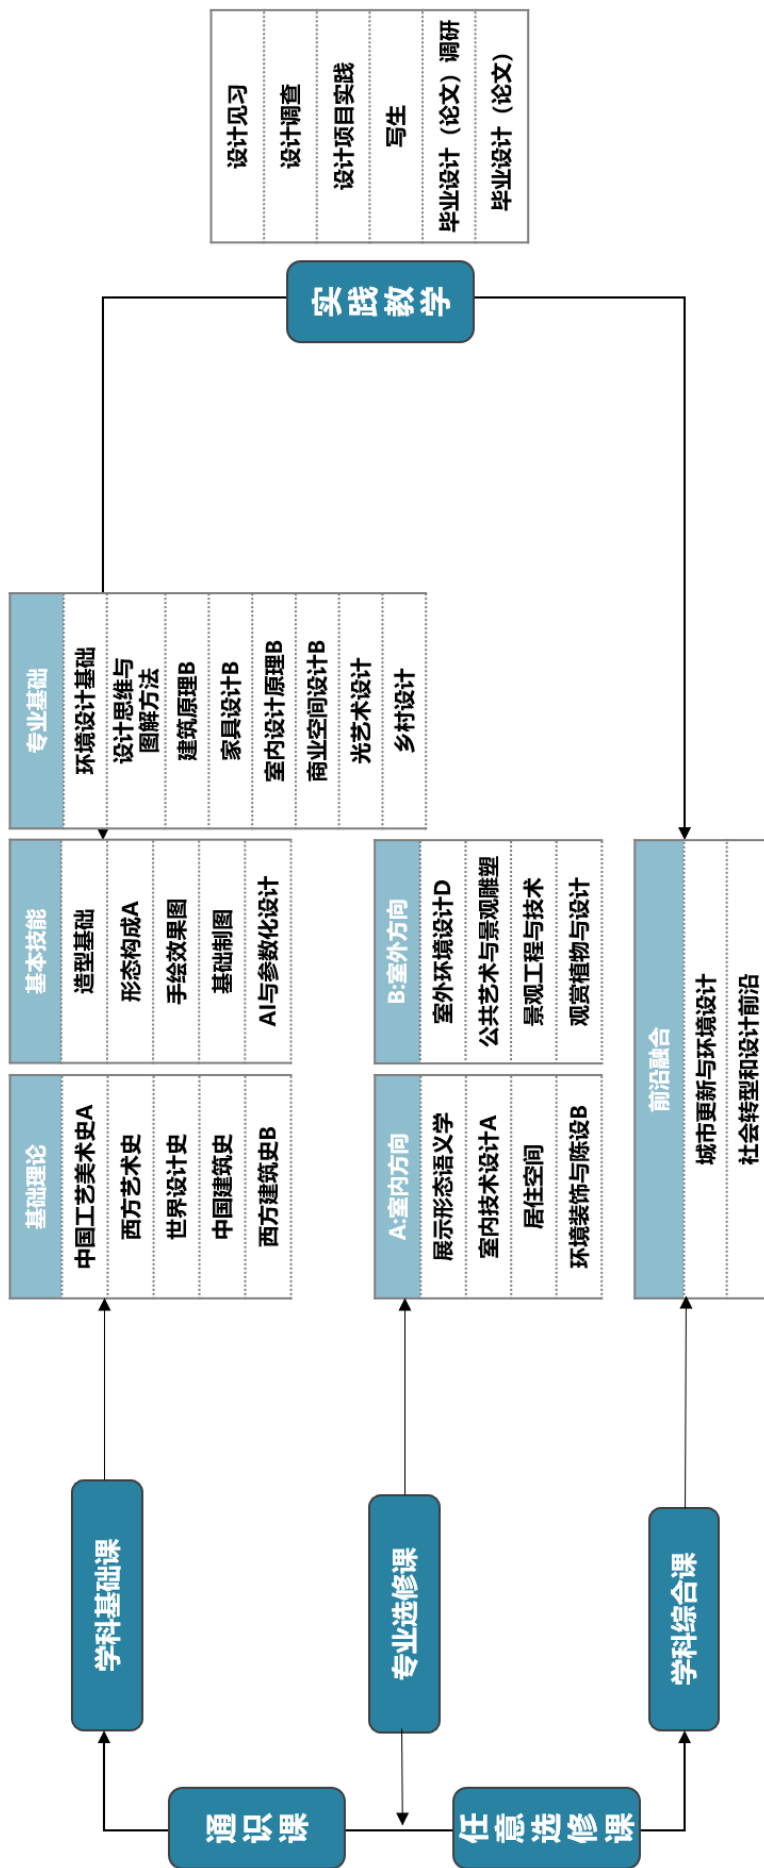 通识课
任意选修课
学科基础课
专业选修课
学科综合课
基础理论
中国工艺美术史A
西方艺术史
世界设计史
中国建筑史
西方建筑史B
基本技能
造型基础
形态构成A
手绘效果图
基础制图
AI与参数化设计
专业基础
环境设计基础
设计思维与
图解方法
建筑原理B
家具设计B
室内设计原理B
商业空间设计B
光艺术设计
乡村设计
A:室内方向
展示形态语义学
室内技术设计A
居住空间
环境装饰与陈设B
B:室外方向
室外环境设计D
公共艺术与景观雕塑
景观工程与技术
观赏植物与设计
前沿融合
城市更新与环境设计
社会转型和设计前沿
实践教学
设计见习
设计调查
设计项目实践
写生
毕业设计（论文）调研
毕业设计（论文）